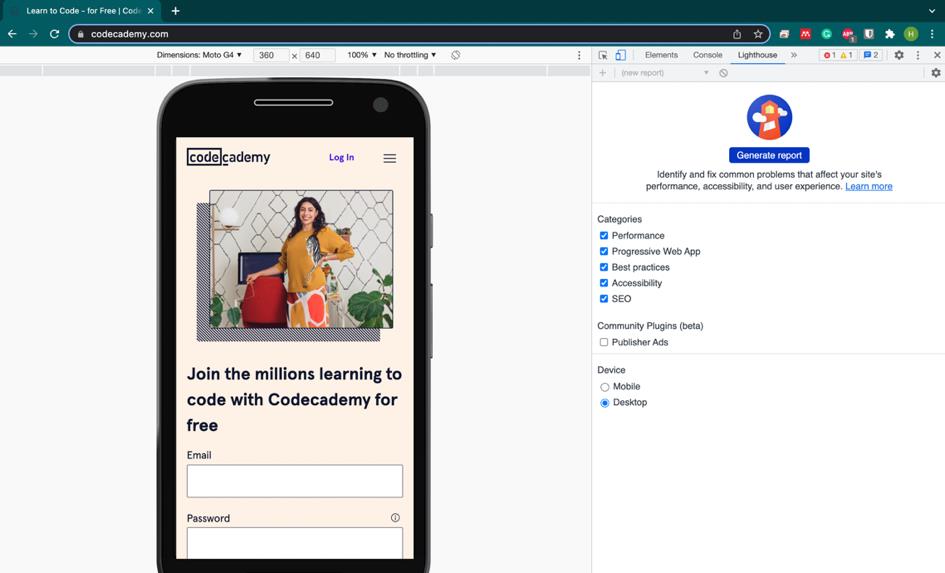 Learn to Code - for Free | Code
codecademy.com
H
Dimensions: Moto G4 ▼ 360 × 640 100% ▼ No throttling ▼
Elements Console Lighthouse » 1 1 2
(new report)
codecademy Log In
Join the millions learning to
code with Codecademy for
free
Email
Password
Generate report
Identify and fix common problems that affect your site's
performance, accessibility, and user experience. Learn more
Categories
Performance
Progressive Web App
Best practices
Accessibility
SEO
Community Plugins (beta)
Publisher Ads
Device
Mobile
Desktop